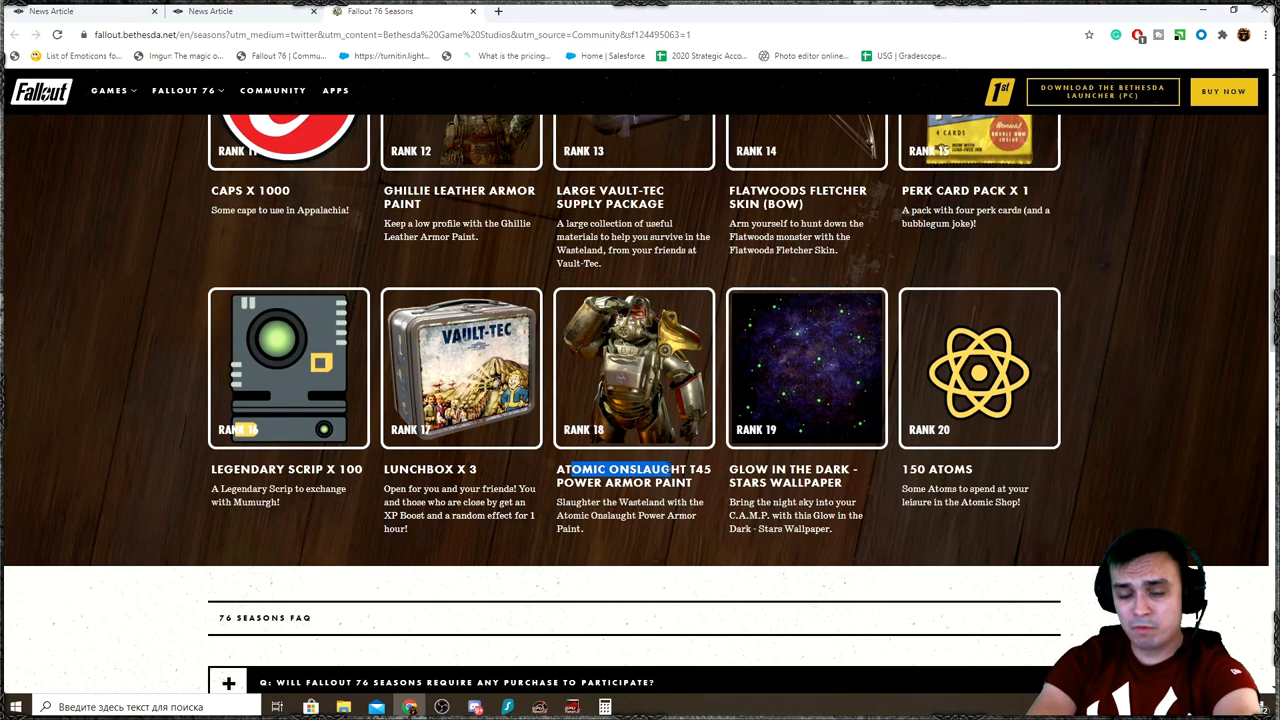 News Article
News Article
Fallout 76 Seasons
fallout.bethesda.net/en/seasons?utm_medium=twitter&utm_content=Bethesda%20Game%20Studios&utm_source=Community&sf124495063=1
List of Emoticons fo...
Imgur: The magic o...
Fallout 76 | Commu...
https://turnitin.light...
What is the pricing...
Home | Salesforce
2020 Strategic Acco...
Photo editor online...
USG | Gradescope...
Fallout
GAMES
FALLOUT 76
COMMUNITY
APPS
1st
DOWNLOAD THE BETHESDA
LAUNCHER (PC)
BUY NOW
4 CARDS
Bonus!
BUBBLE GUM
INSIDE
RANK 11
RANK 12
RANK 13
RANK 14
RANK 15
CAPS X 1000
Some caps to use in Appalachia!
GHILLIE LEATHER ARMOR
PAINT
Keep a low profile with the Ghillie
Leather Armor Paint.
LARGE VAULT-TEC
SUPPLY PACKAGE
A large collection of useful
materials to help you survive in the
Wasteland, from your friends at
Vault-Tec.
FLATWOODS FLETCHER
SKIN (BOW)
Arm yourself to hunt down the
Flatwoods monster with the
Flatwoods Fletcher Skin.
PERK CARD PACK X 1
A pack with four perk cards (and a
bubblegum joke)!
VAULT-TEC
RANK 16
RANK 17
RANK 18
RANK 19
RANK 20
LEGENDARY SCRIP X 100
A Legendary Scrip to exchange
with Mumurgh!
LUNCHBOX X 3
Open for you and your friends! You
and those who are close by get an
XP Boost and a random effect for 1
hour!
ATOMIC ONSLAUGHT T45
POWER ARMOR PAINT
Slaughter the Wasteland with the
Atomic Onslaught Power Armor
Paint.
GLOW IN THE DARK -
STARS WALLPAPER
Bring the night sky into your
C.A.M.P. with this Glow in the
Dark - Stars Wallpaper.
150 ATOMS
Some Atoms to spend at your
leisure in the Atomic Shop!
76 SEASONS FAQ
Q: WILL FALLOUT 76 SEASONS REQUIRE ANY PURCHASE TO PARTICIPATE?
Введите здесь текст для поиска